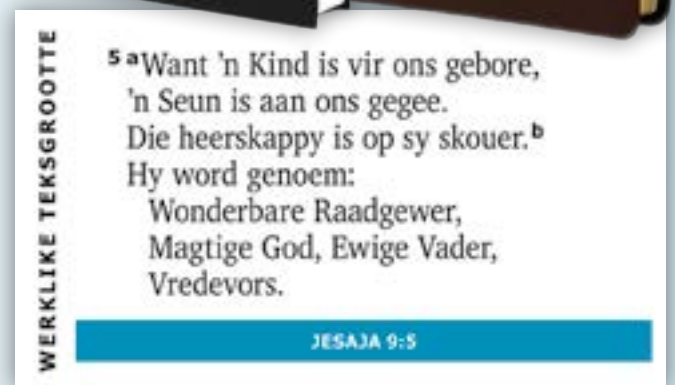 WERKLIKE TEKSGROOTTE
5 a Want 'n Kind is vir ons gebore,
'n Seun is aan ons gegee.
Die heerskappy is op sy skouer.b
Hy word genoem:
Wonderbare Raadgewer,
Magtige God, Ewige Vader,
Vredevors.
JESAJA 9:5